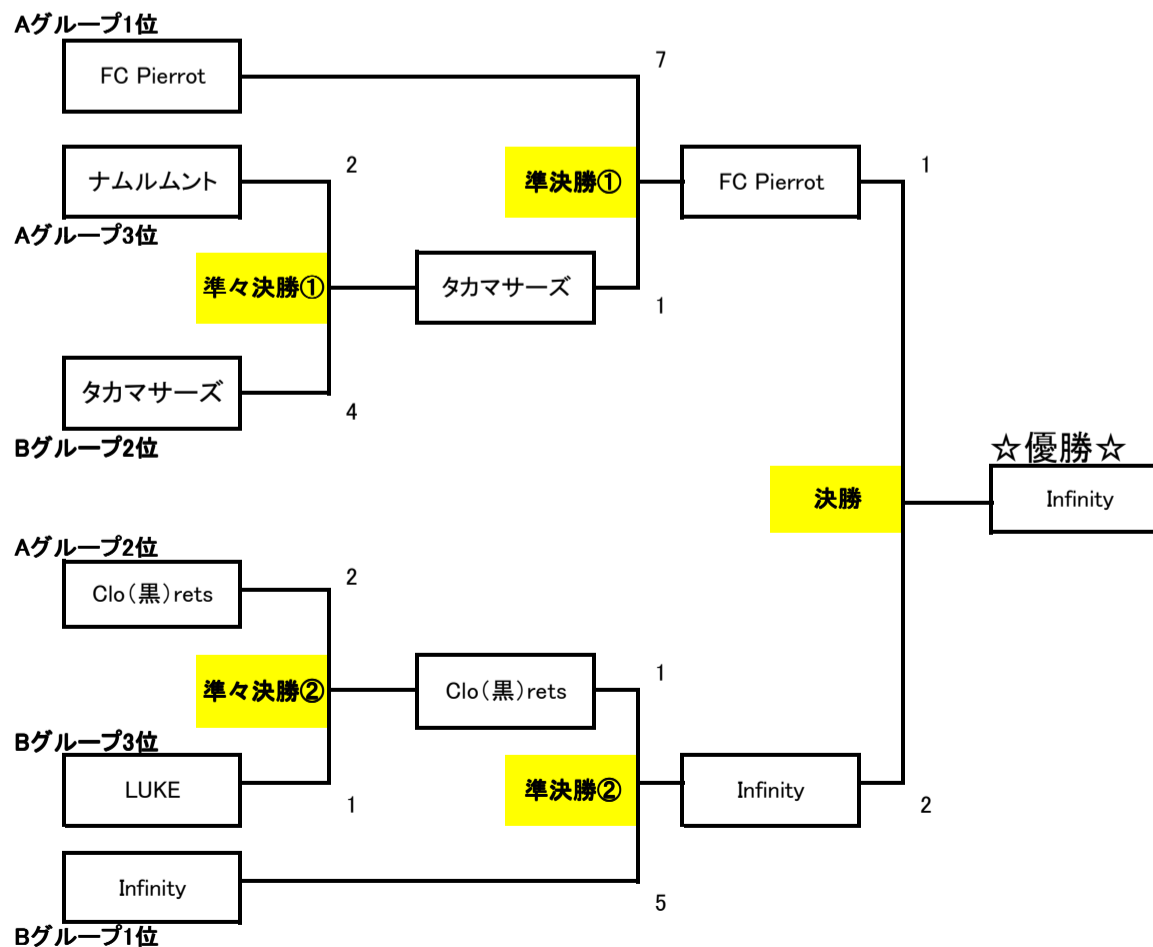 Aグループ1位
FC Pierrot
7
ナムルムント
2
準決勝①
FC Pierrot
1
Aグループ3位
準々決勝①
タカマサーズ
1
タカマサーズ
4
Bグループ2位
☆優勝☆
決勝
Infinity
Aグループ2位
Clo(黒)rets
2
準々決勝②
Clo(黒)rets
1
Bグループ3位
LUKE
1
準決勝②
Infinity
2
Infinity
5
Bグループ1位